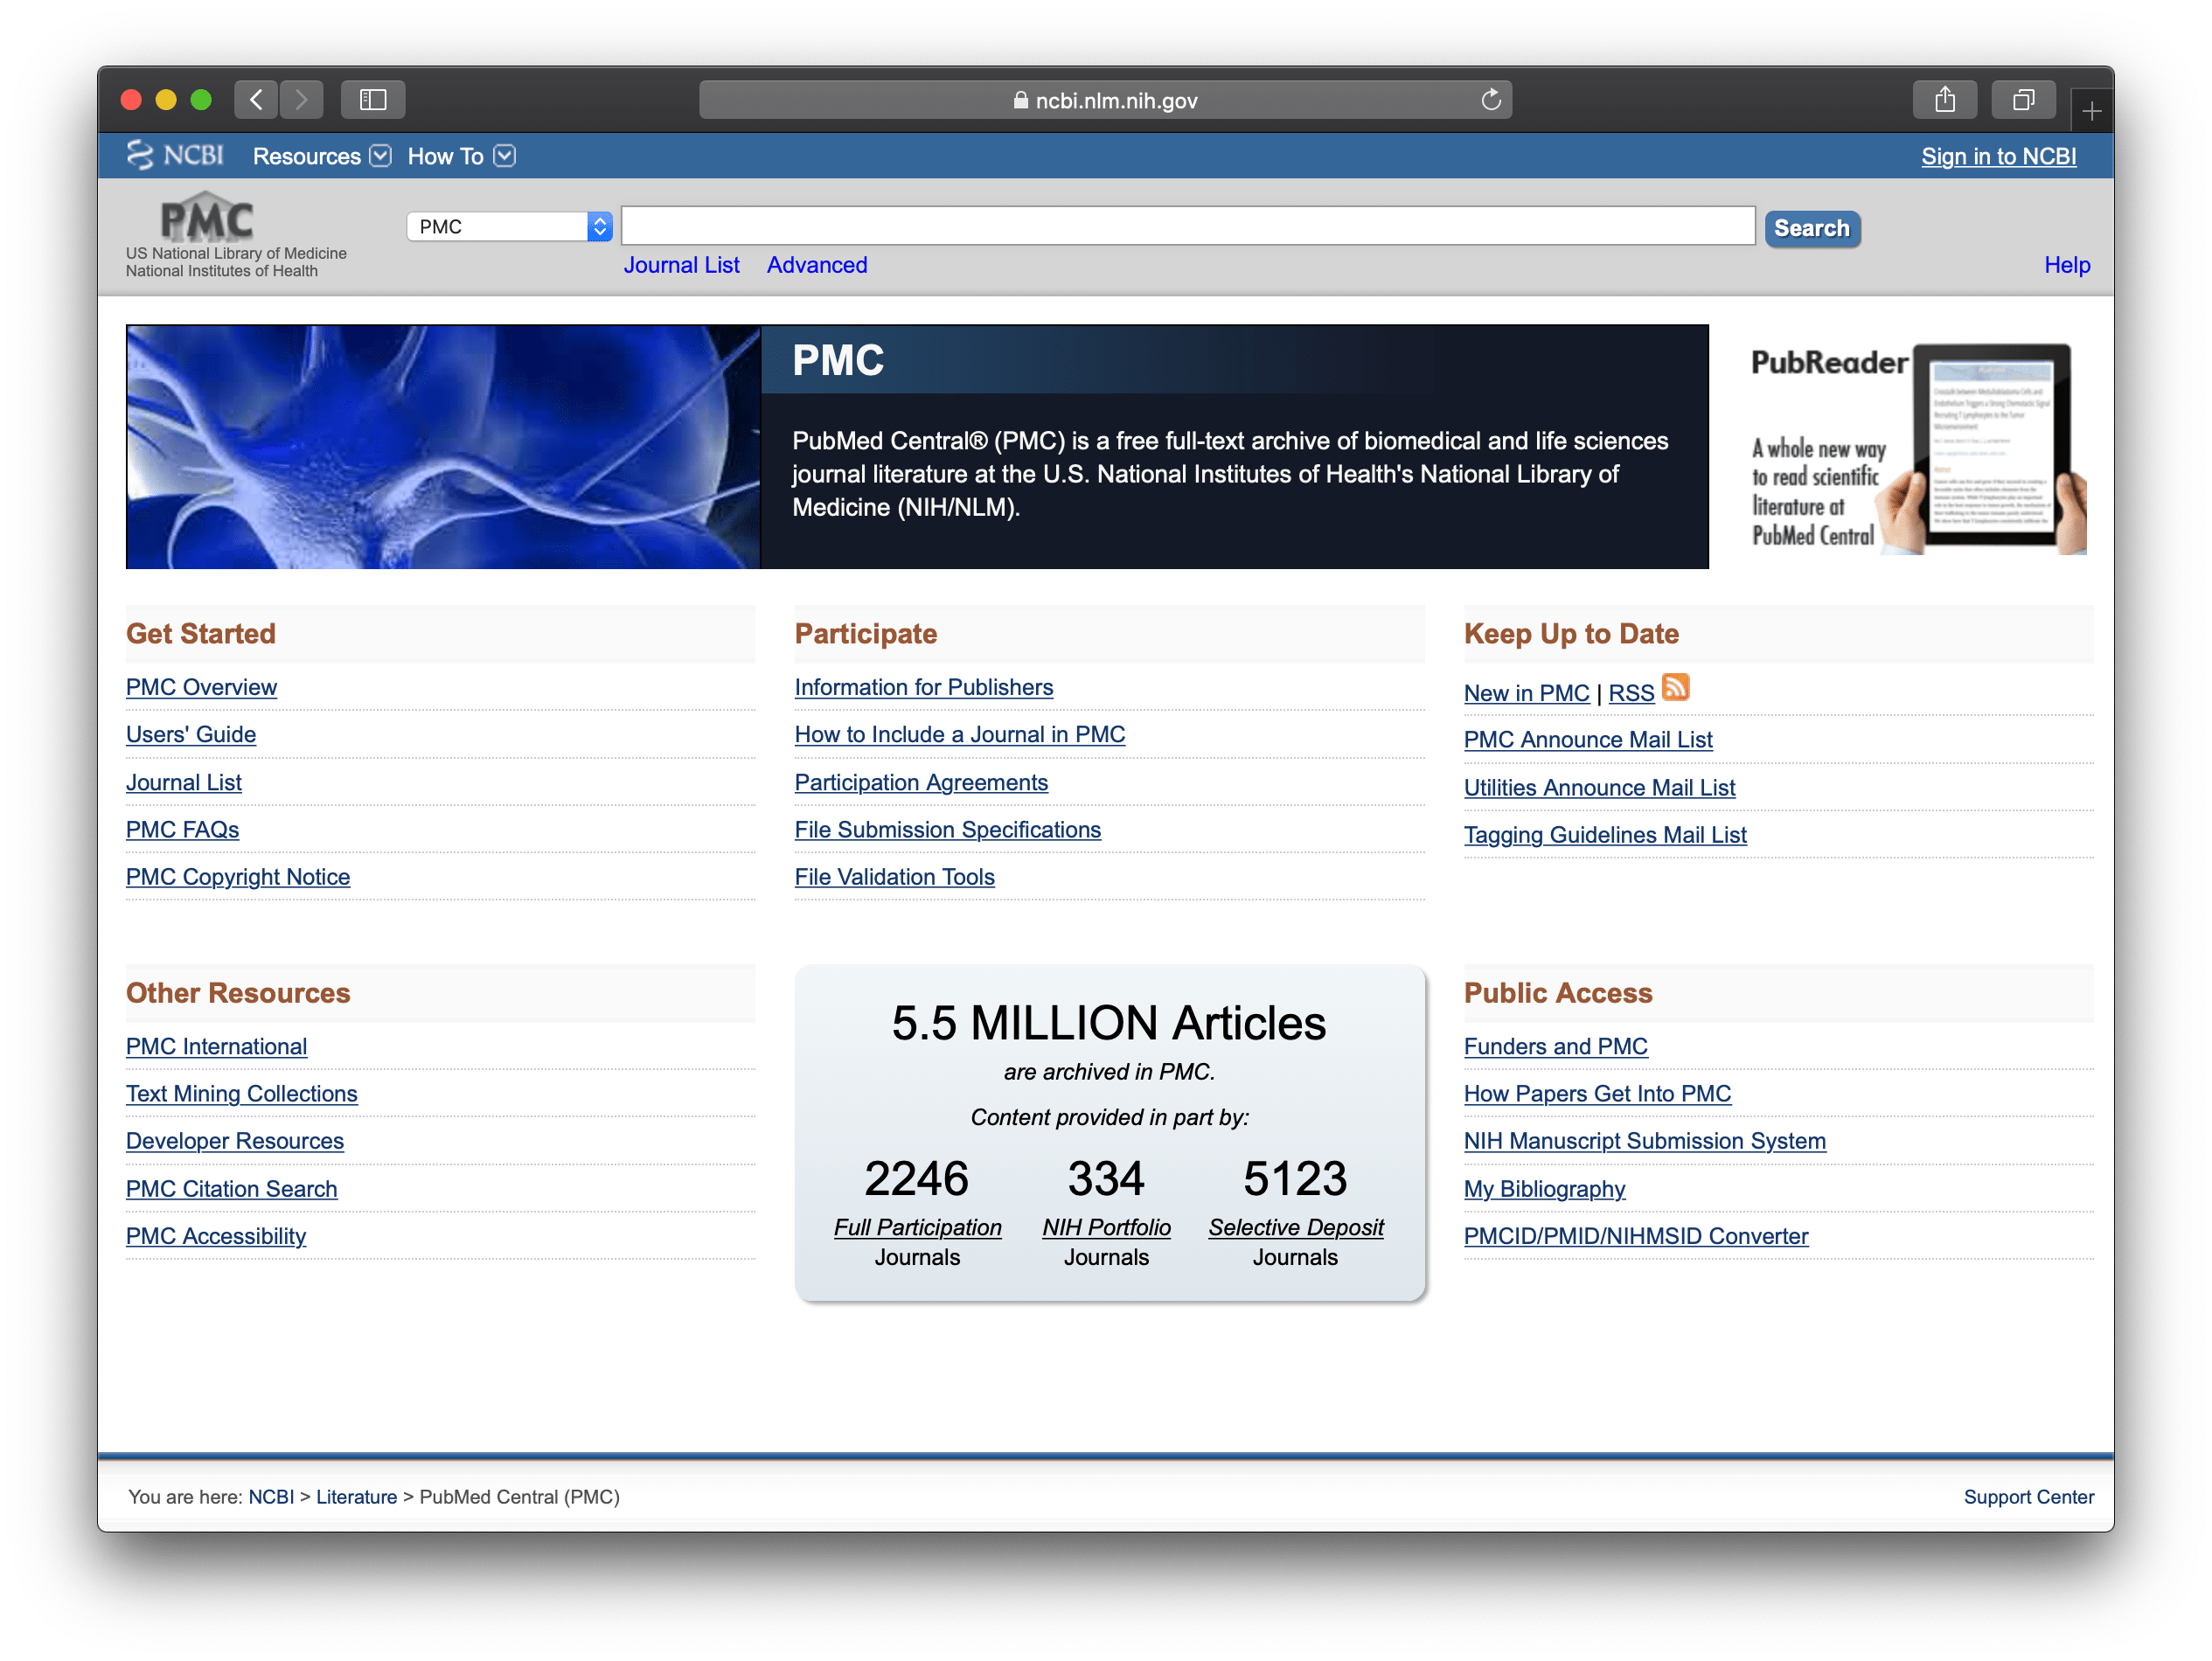 ncbi.nlm.nih.gov
NCBI Resources How To Sign in to NCBI
PMC
US National Library of Medicine
National Institutes of Health
PMC
Search
Journal List Advanced
Help
PMC
PubMed Central® (PMC) is a free full-text archive of biomedical and life sciences
journal literature at the U.S. National Institutes of Health's National Library of
Medicine (NIH/NLM).
PubReader
A whole new way
to read scientific
literature at
PubMed Central
Get Started
PMC Overview
Users' Guide
Journal List
PMC FAQs
PMC Copyright Notice
Participate
Information for Publishers
How to Include a Journal in PMC
Participation Agreements
File Submission Specifications
File Validation Tools
Keep Up to Date
New in PMC | RSS
PMC Announce Mail List
Utilities Announce Mail List
Tagging Guidelines Mail List
Other Resources
PMC International
Text Mining Collections
Developer Resources
PMC Citation Search
PMC Accessibility
5.5 MILLION Articles
are archived in PMC.
Content provided in part by:
2246 334 5123
Full Participation NIH Portfolio Selective Deposit
Journals Journals Journals
Public Access
Funders and PMC
How Papers Get Into PMC
NIH Manuscript Submission System
My Bibliography
PMCID/PMID/NIHMSID Converter
You are here: NCBI > Literature > PubMed Central (PMC)
Support Center